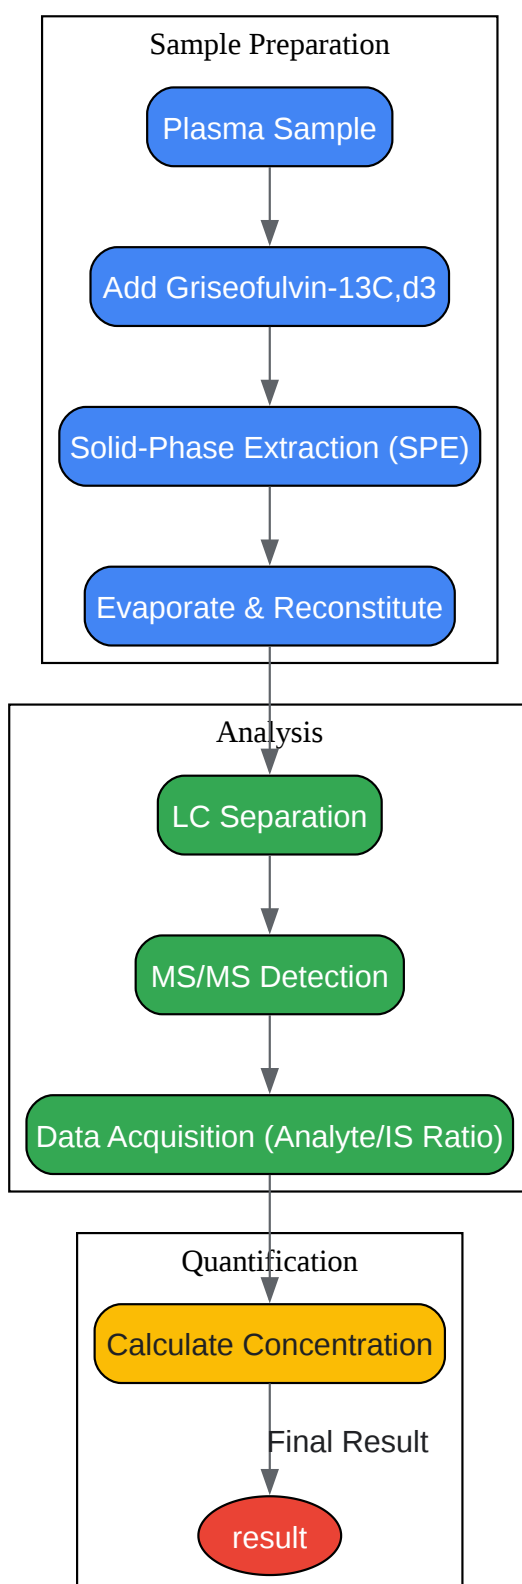 Sample Preparation
Plasma Sample
Add Griseofulvin-13C,d3
Solid-Phase Extraction (SPE)
Evaporate & Reconstitute
Analysis
LC Separation
MS/MS Detection
Data Acquisition (Analyte/IS Ratio)
Quantification
Calculate Concentration
Final Result
result